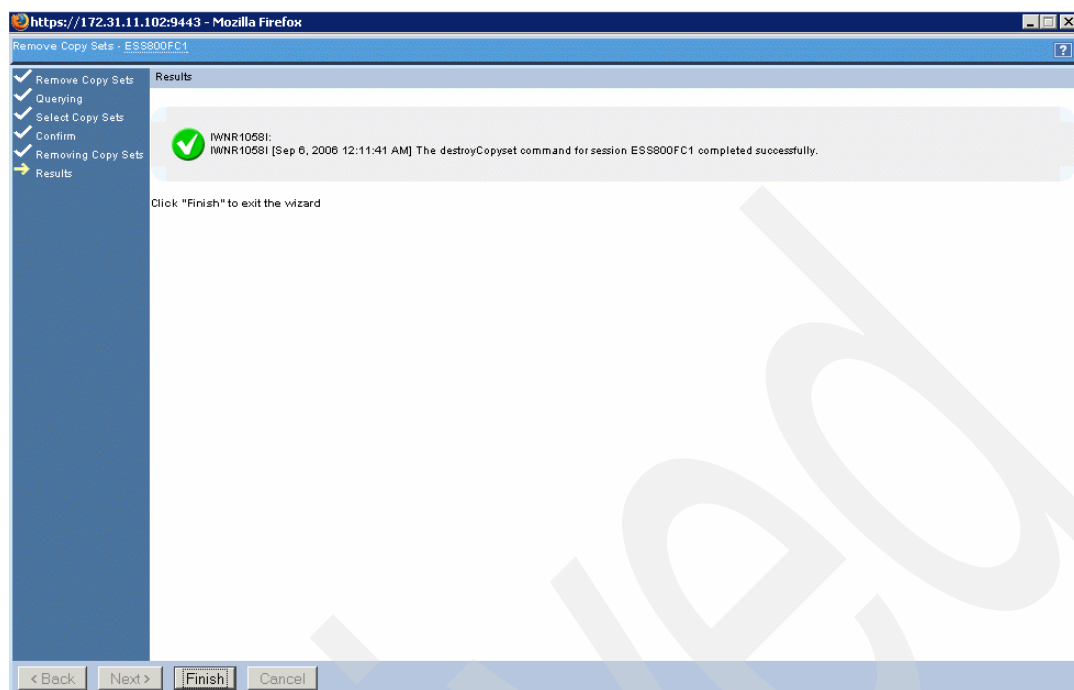 https://172.31.11.102:9443 - Mozilla Firefox
Remove Copy Sets - ESS800FC1
?
Remove Copy Sets
Querying
Select Copy Sets
Confirm
Removing Copy Sets
Results
Results
IWNR1058I:
IWNR1058I [Sep 6, 2006 12:11:41 AM] The destroyCopyset command for session ESS800FC1 completed successfully.
Click "Finish" to exit the wizard
< Back
Next >
Finish
Cancel